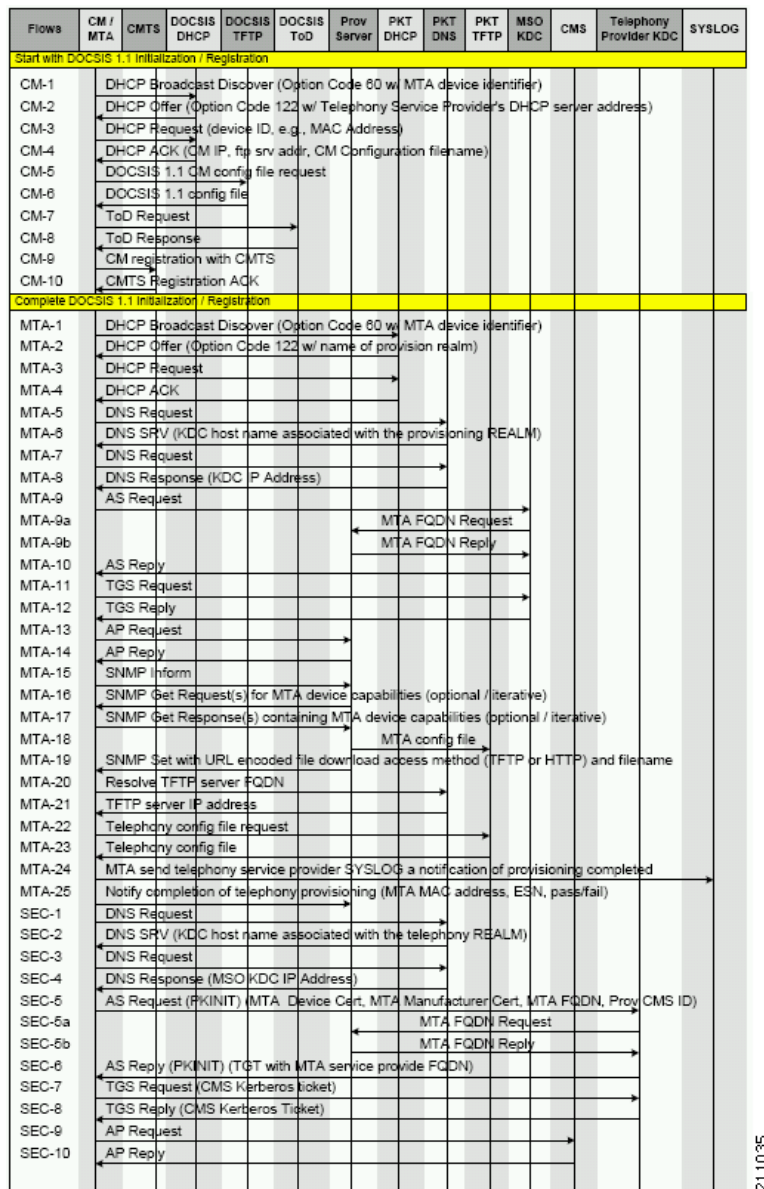 Flows CM / MTA CMTS DOCSIS DHCP DOCSIS TFTP DOCSIS ToD Prov Server PKT DHCP PKT DNS PKT TFTP MSO KDC CMS Telephony Provider KDC SYSLOG
Start with DOCSIS 1.1 Initialization / Registration
CM-1 DHCP Broadcast Discover (Option Code 60 w/ MTA device identifier)
CM-2 DHCP Offer (Option Code 122 w/ Telephony Service Provider's DHCP server address)
CM-3 DHCP Request (device ID, e.g., MAC Address)
CM-4 DHCP ACK (CM IP, ftp srv addr, CM Configuration filename)
CM-5 DOCSIS 1.1 CM config file request
CM-6 DOCSIS 1.1 config file
CM-7 ToD Request
CM-8 ToD Response
CM-9 CM registration with CMTS
CM-10 CMTS Registration ACK
Complete DOCSIS 1.1 Initialization / Registration
MTA-1 DHCP Broadcast Discover (Option Code 60 w/ MTA device identifier)
MTA-2 DHCP Offer (Option Code 122 w/ name of provision realm)
MTA-3 DHCP Request
MTA-4 DHCP ACK
MTA-5 DNS Request
MTA-6 DNS SRV (KDC host name associated with the provisioning REALM)
MTA-7 DNS Request
MTA-8 DNS Response (KDC IP Address)
MTA-9 AS Request
MTA-9a MTA FQDN Request
MTA-9b MTA FQDN Reply
MTA-10 AS Reply
MTA-11 TGS Request
MTA-12 TGS Reply
MTA-13 AP Request
MTA-14 AP Reply
MTA-15 SNMP Inform
MTA-16 SNMP Get Request(s) for MTA device capabilities (optional / iterative)
MTA-17 SNMP Get Response(s) containing MTA device capabilities (optional / iterative)
MTA-18 MTA config file
MTA-19 SNMP Set with URL encoded file download access method (TFTP or HTTP) and filename
MTA-20 Resolve TFTP server FQDN
MTA-21 TFTP server IP address
MTA-22 Telephony config file request
MTA-23 Telephony config file
MTA-24 MTA send telephony service provider SYSLOG a notification of provisioning completed
MTA-25 Notify completion of telephony provisioning (MTA MAC address, ESN, pass/fail)
SEC-1 DNS Request
SEC-2 DNS SRV (KDC host name associated with the telephony REALM)
SEC-3 DNS Request
SEC-4 DNS Response (MSO KDC IP Address)
SEC-5 AS Request (PKINIT) (MTA Device Cert, MTA Manufacturer Cert, MTA FQDN, Prov CMS ID)
SEC-5a MTA FQDN Request
SEC-5b MTA FQDN Reply
SEC-6 AS Reply (PKINIT) (TGT with MTA service provide FQDN)
SEC-7 TGS Request (CMS Kerberos ticket)
SEC-8 TGS Reply (CMS Kerberos Ticket)
SEC-9 AP Request
SEC-10 AP Reply
211035